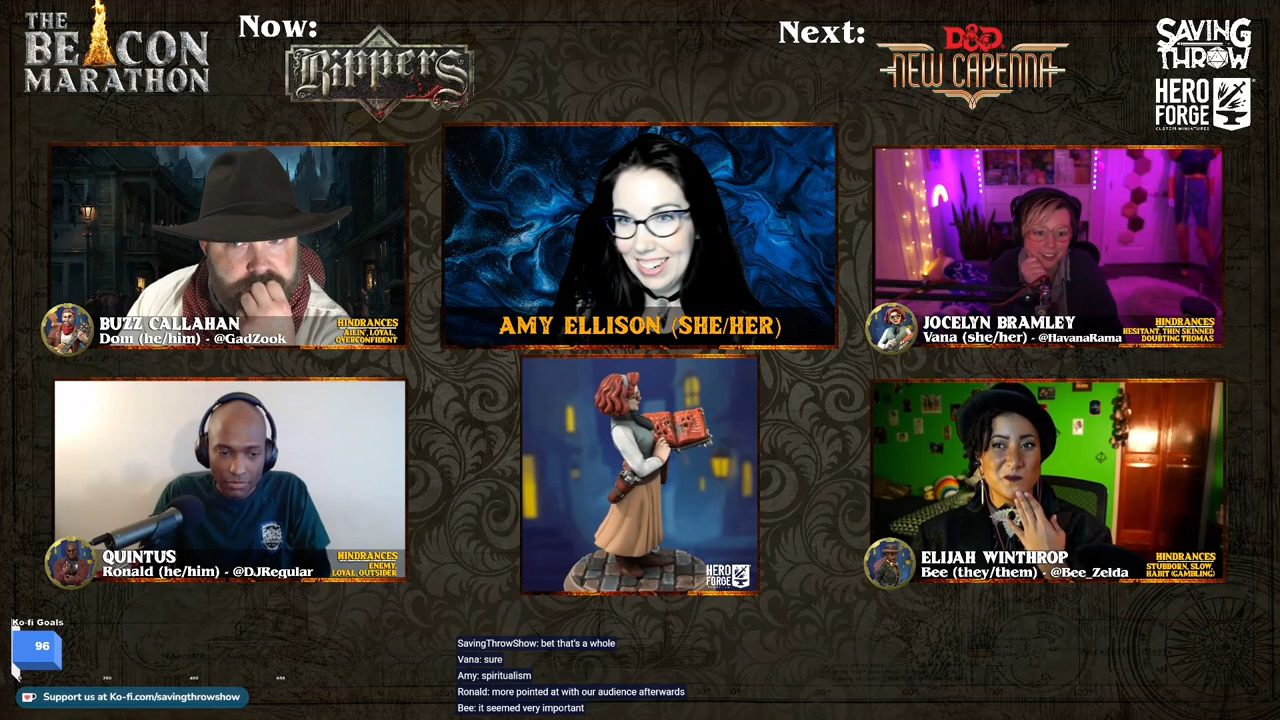 THE
BEACON
MARATHON
Now:
Rippers
Next:
D&D
NEW CAPENNA
SAVING
THROW
HERO
FORGE
CUSTOM MINIATURES
BUZZ CALLAHAN
Dom (he/him) - @GadZook
HINDRANCES
AILIN', LOYAL,
OVERCONFIDENT
AMY ELLISON (SHE/HER)
JOCELYN BRAMLEY
Vana (she/her) - @HavanaRama
HINDRANCES
HESITANT, THIN SKINNED
DOUBTING THOMAS
QUINTUS
Ronald (he/him) - @DJRegular
HINDRANCES
ENEMY,
LOYAL, OUTSIDER
HERO
FORGE
ELIJAH WINTHROP
Bee (they/them) - @Bee_Zelda
HINDRANCES
STUBBORN, SLOW,
HABIT (GAMBLING)
Ko-fi Goals
96
Support us at Ko-fi.com/savingthrowshow
SavingThrowShow: bet that's a whole
Vana: sure
Amy: spiritualism
Ronald: more pointed at with our audience afterwards
Bee: it seemed very important